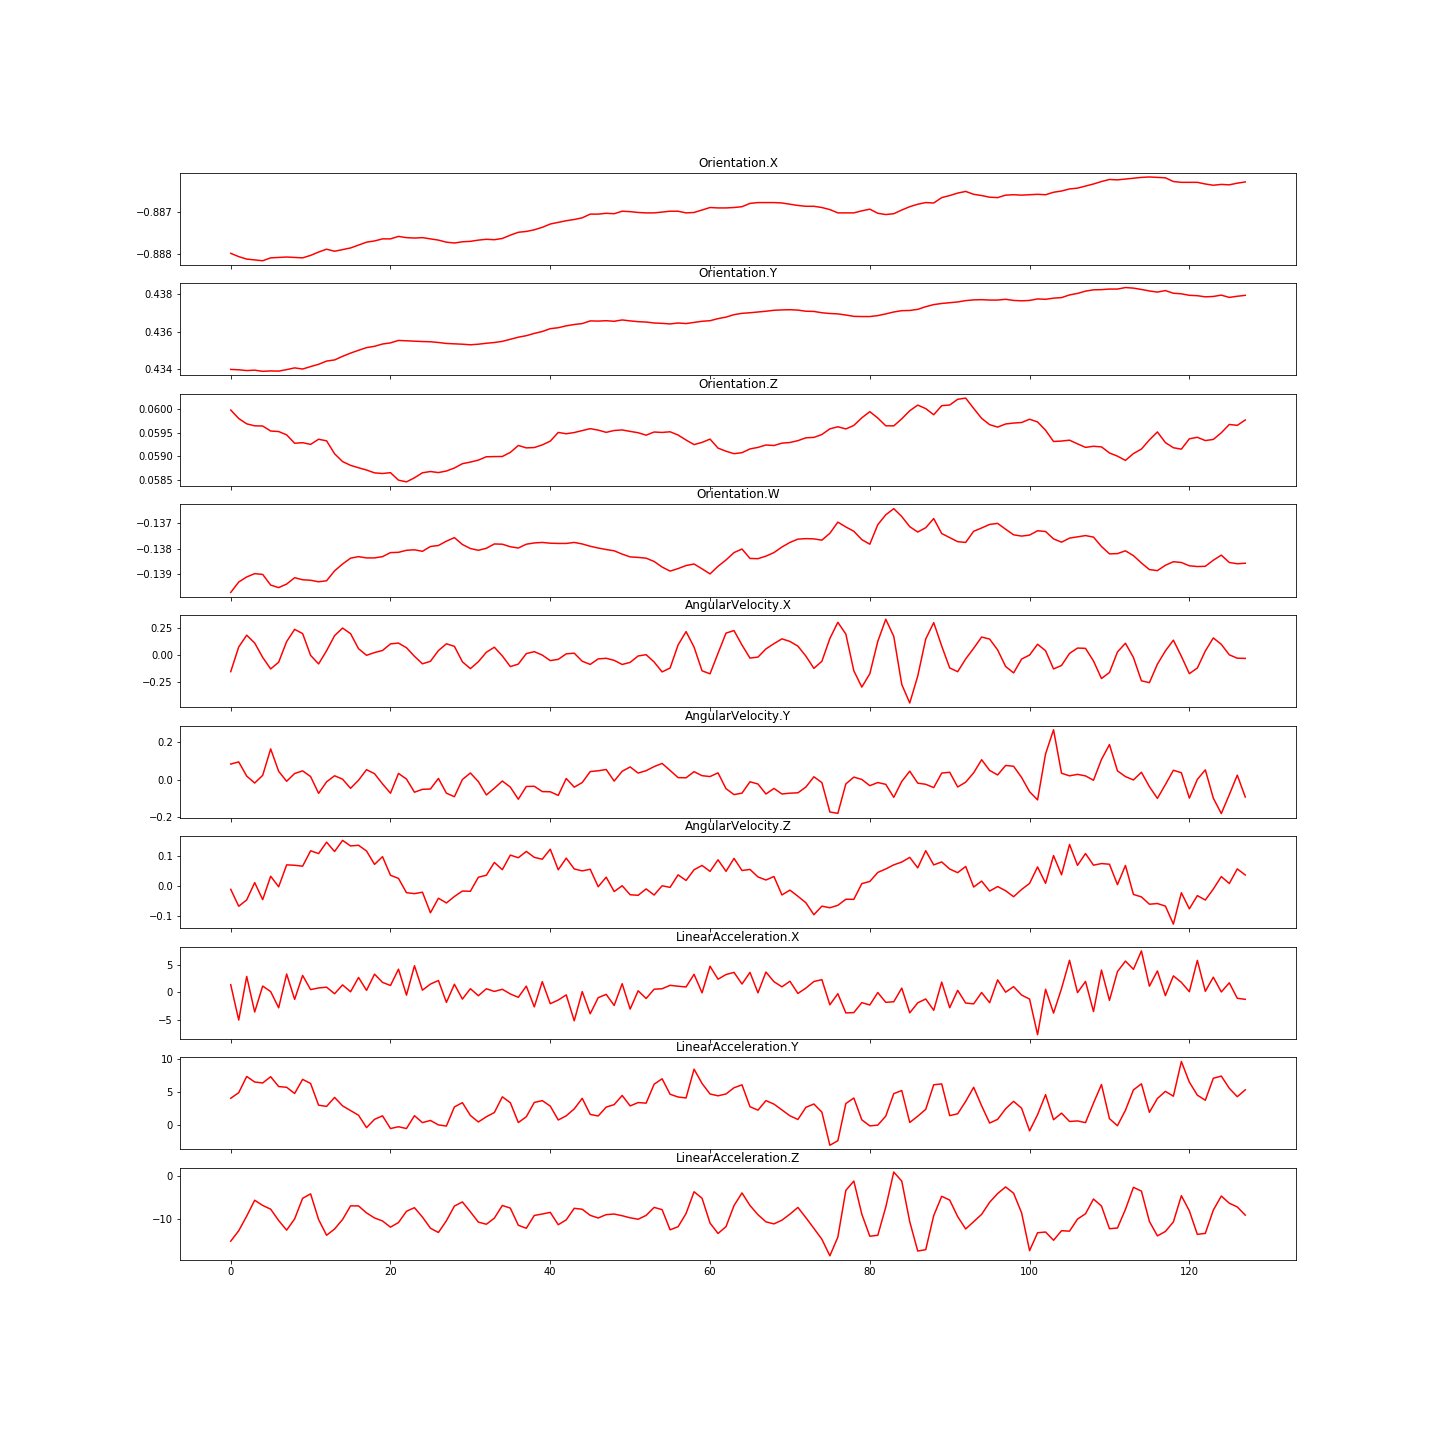 Orientation.X
−0.887
−0.888
Orientation.Y
0.438
0.436
0.434
Orientation.Z
0.0600
0.0595
0.0590
0.0585
Orientation.W
−0.137
−0.138
−0.139
AngularVelocity.X
0.25
0.00
−0.25
AngularVelocity.Y
0.2
0.0
−0.2
AngularVelocity.Z
0.1
0.0
−0.1
LinearAcceleration.X
5
0
−5
LinearAcceleration.Y
10
5
0
LinearAcceleration.Z
0
−10
0 20 40 60 80 100 120